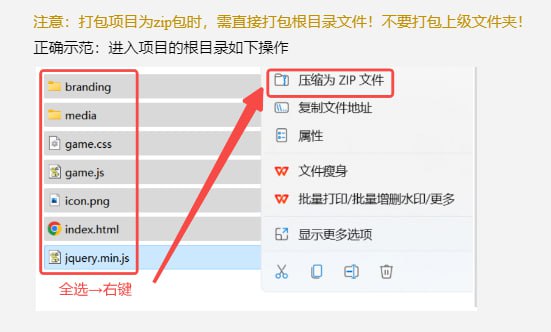 注意：打包项目为zip包时，需直接打包根目录文件！不要打包上级文件夹！
正确示范：进入项目的根目录如下操作
branding
media
game.css
game.js
icon.png
index.html
jquery.min.js
全选→右键
压缩为 ZIP 文件
复制文件地址
属性
文件瘦身
批量打印/批量增删水印/更多
显示更多选项